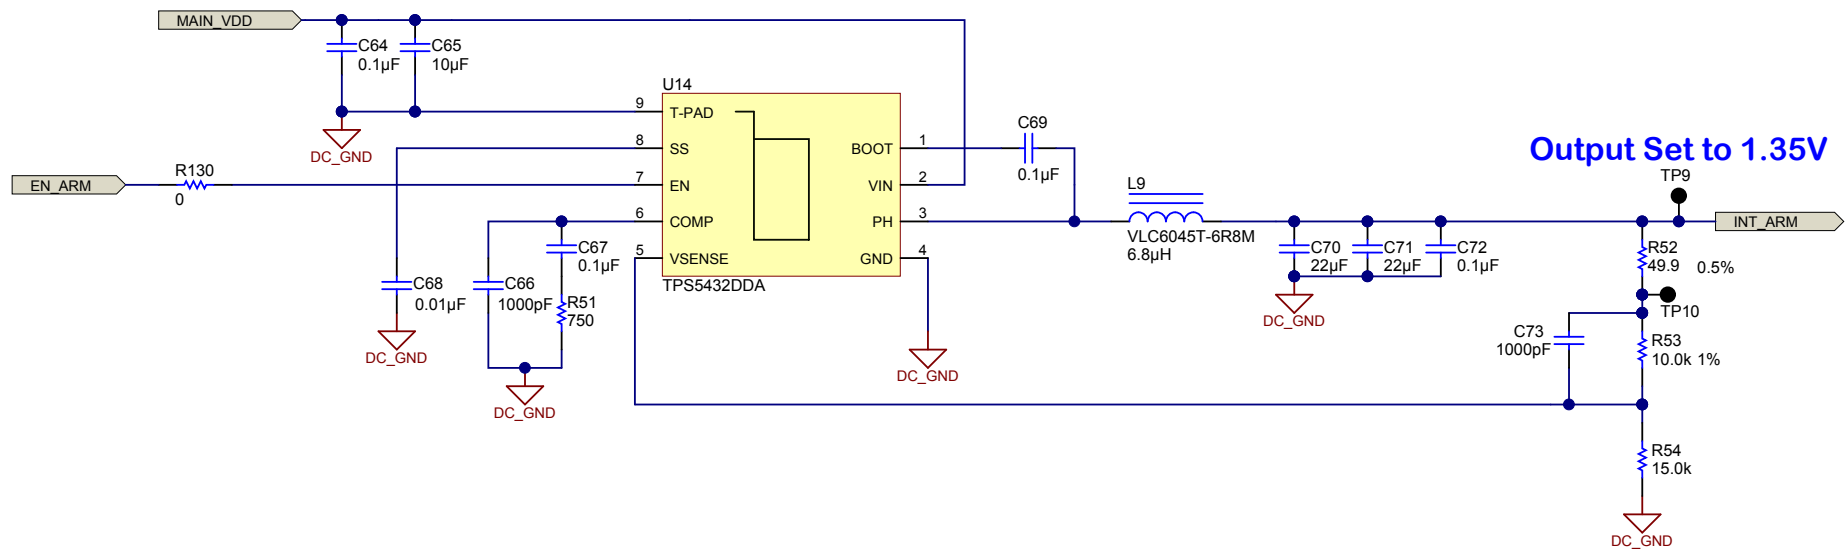 MAIN_VDD
C64
0.1µF
C65
10µF
DC_GND
EN_ARM
R130
0
U14
9
T-PAD
8
SS
7
EN
6
COMP
5
VSENSE
BOOT
1
VIN
2
PH
3
GND
4
TPS5432DDA
C68
0.01µF
DC_GND
C66
1000pF
C67
0.1µF
R51
750
DC_GND
DC_GND
C69
0.1µF
L9
VLC6045T-6R8M
6.8µH
C70
22µF
C71
22µF
C72
0.1µF
DC_GND
Output Set to 1.35V
TP9
INT_ARM
R52
49.9 0.5%
TP10
C73
1000pF
R53
10.0k 1%
R54
15.0k
DC_GND